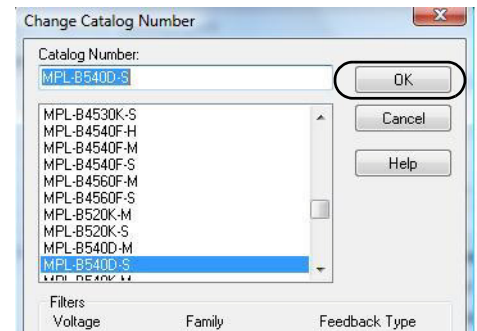 Change Catalog Number
Catalog Number:
MPL-B540D-S
OK
MPL-B4530K-S
MPL-B4540F-H
MPL-B4540F-M
MPL-B4540F-S
MPL-B4560F-M
MPL-B4560F-S
MPL-B520K-M
MPL-B520K-S
MPL-B540D-M
MPL-B540D-S
Cancel
Help
Filters
Voltage Family Feedback Type